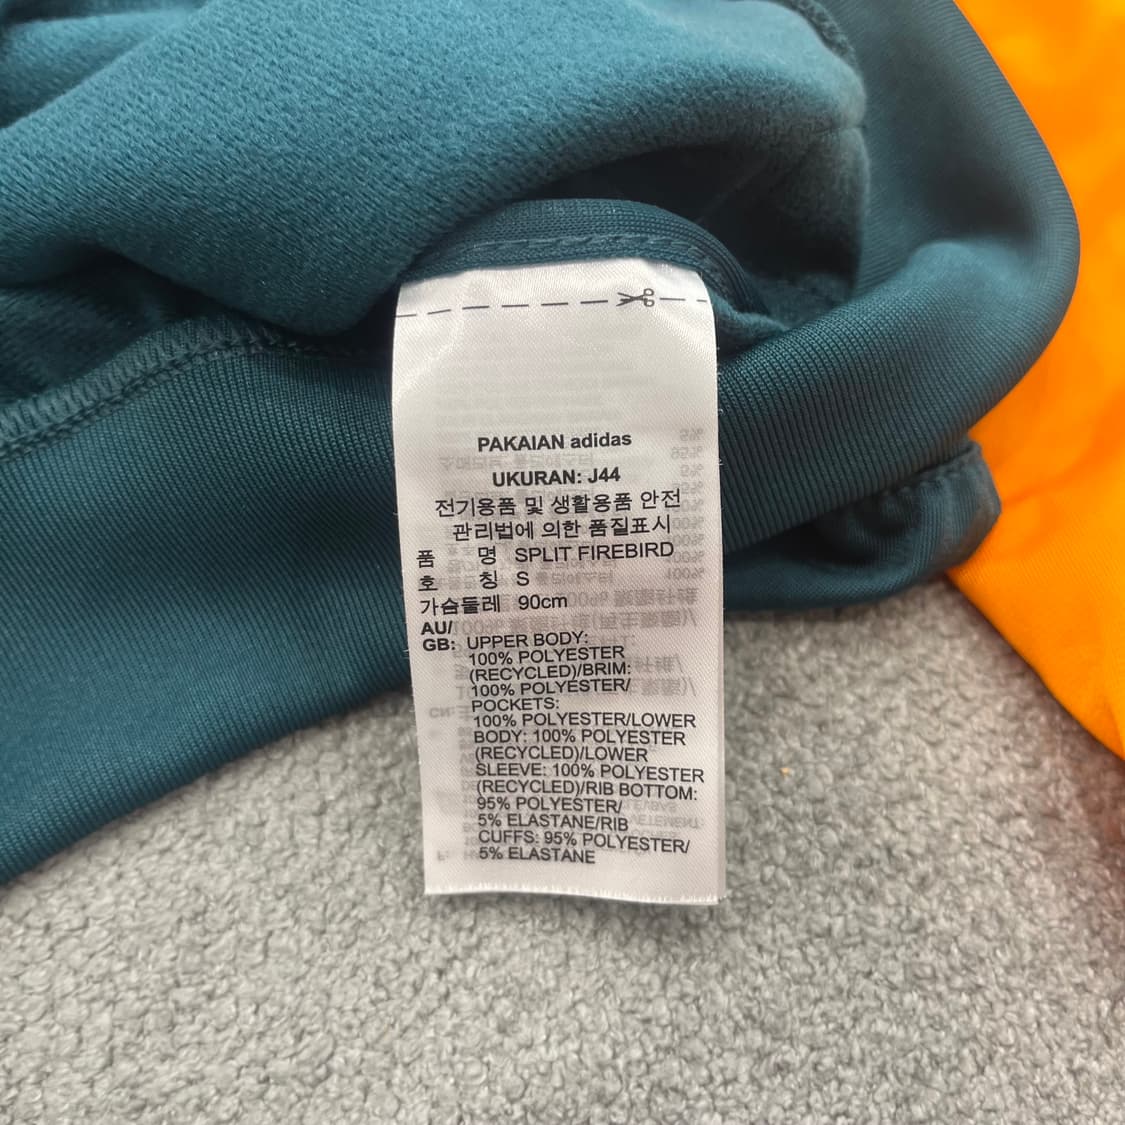 PAKAIAN adidas
UKURAN: J44
전기용품 및 생활용품 안전
관리법에 의한 품질표시
품 명 SPLIT FIREBIRD
호 칭 S
가슴둘레 90cm
AU/
GB: UPPER BODY:
100% POLYESTER
(RECYCLED)/BRIM:
100% POLYESTER/
POCKETS:
100% POLYESTER/LOWER
BODY: 100% POLYESTER
(RECYCLED)/LOWER
SLEEVE: 100% POLYESTER
(RECYCLED)/RIB BOTTOM:
95% POLYESTER/
5% ELASTANE/RIB
CUFFS: 95% POLYESTER/
5% ELASTANE